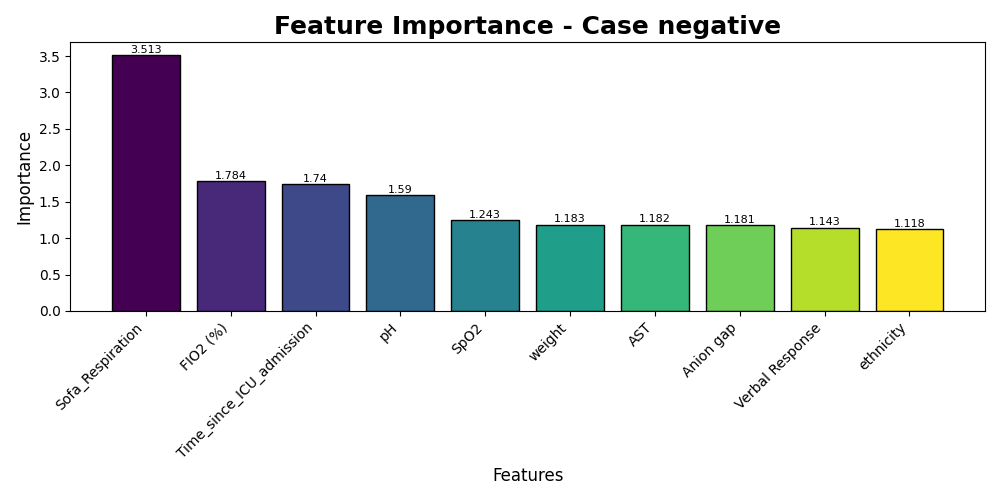 Feature Importance - Case negative
Importance
3.5
3.0
2.5
2.0
1.5
1.0
0.5
0.0
3.513
1.784
1.74
1.59
1.243
1.183
1.182
1.181
1.143
1.118
Sofa_Respiration
FIO2 (%)
Time_since_ICU_admission
pH
SpO2
weight
AST
Anion gap
Verbal Response
ethnicity
Features